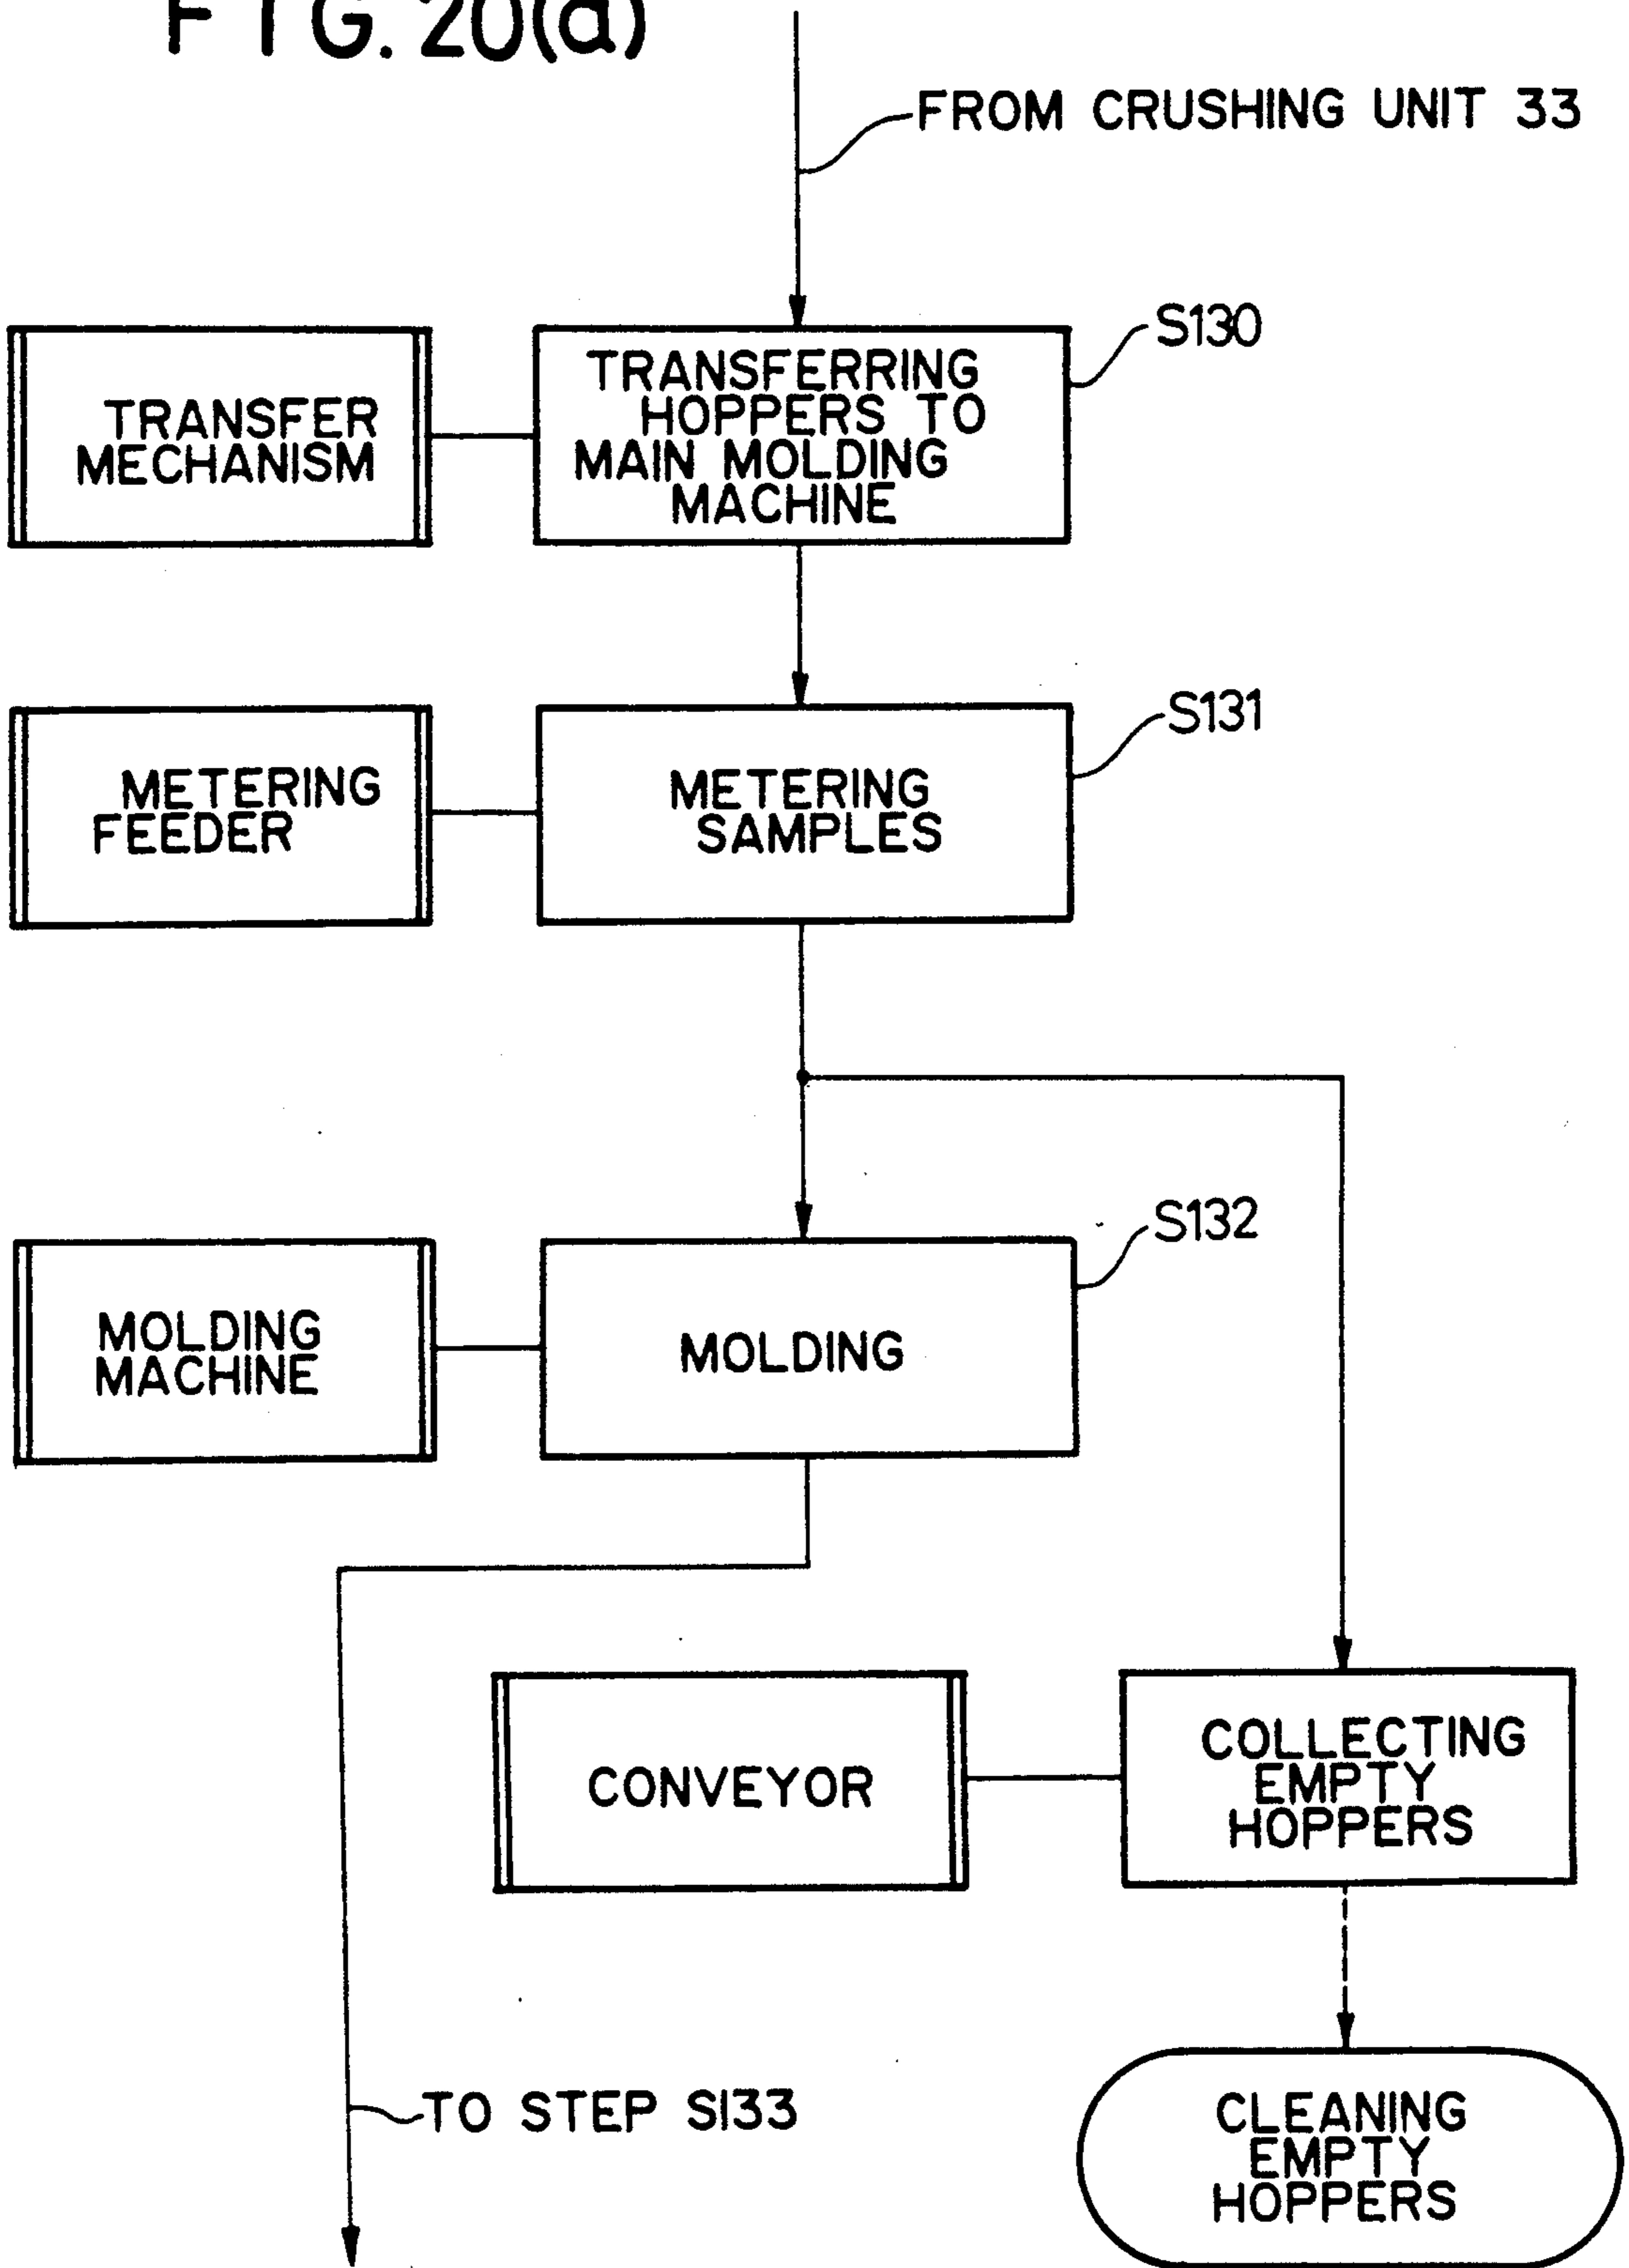 FIG. 20(a)
FROM CRUSHING UNIT 33
S130
TRANSFER
MECHANISM
TRANSFERRING
HOPPERS TO
MAIN MOLDING
MACHINE
S131
METERING
FEEDER
METERING
SAMPLES
S132
MOLDING
MACHINE
MOLDING
CONVEYOR
COLLECTING
EMPTY
HOPPERS
TO STEP S133
CLEANING
EMPTY
HOPPERS